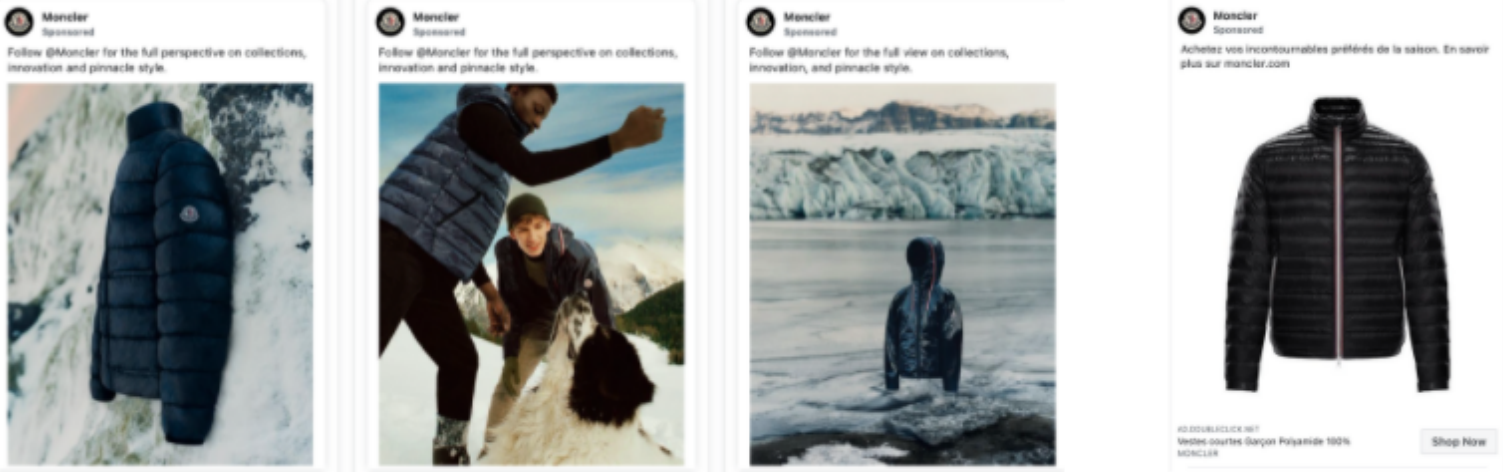 Moncler
Sponsored
Follow @Moncler for the full perspective on collections,
innovation and pinnacle style.
Moncler
Sponsored
Follow @Moncler for the full perspective on collections,
innovation and pinnacle style.
Moncler
Sponsored
Follow @Moncler for the full view on collections,
innovation, and pinnacle style.
Moncler
Sponsored
Achetez vos incontournables préférés de la saison. En savoir
plus sur moncler.com
AD.DOUBLECLICK.NET
Vestes courtes Garçon Polyamide 100%
MONCLER
Shop Now